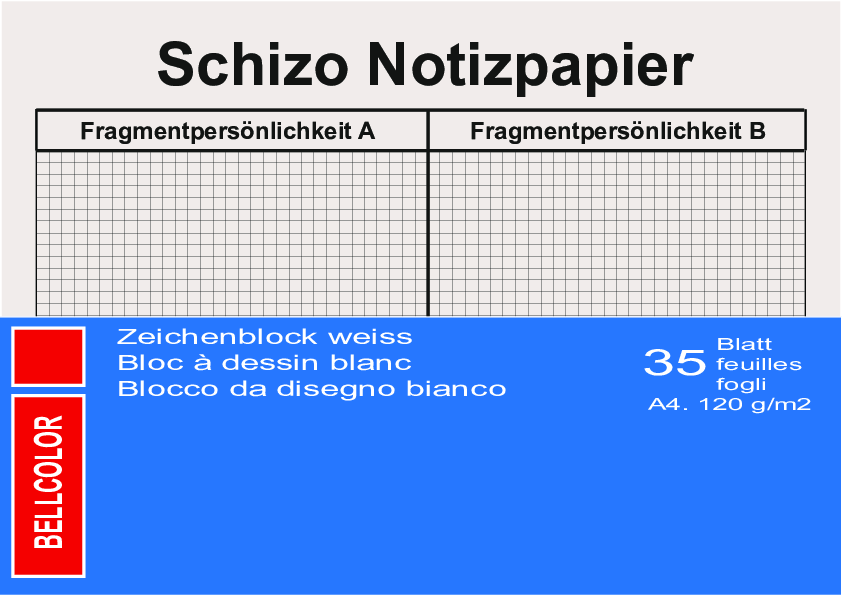 Schizo Notizpapier
Fragmentpersönlichkeit A
Fragmentpersönlichkeit B
Zeichenblock weiss
Bloc à dessin blanc
Blocco da disegno bianco
35
Blatt
feuilles
fogli
A4. 120 g/m2
BELLCOLOR